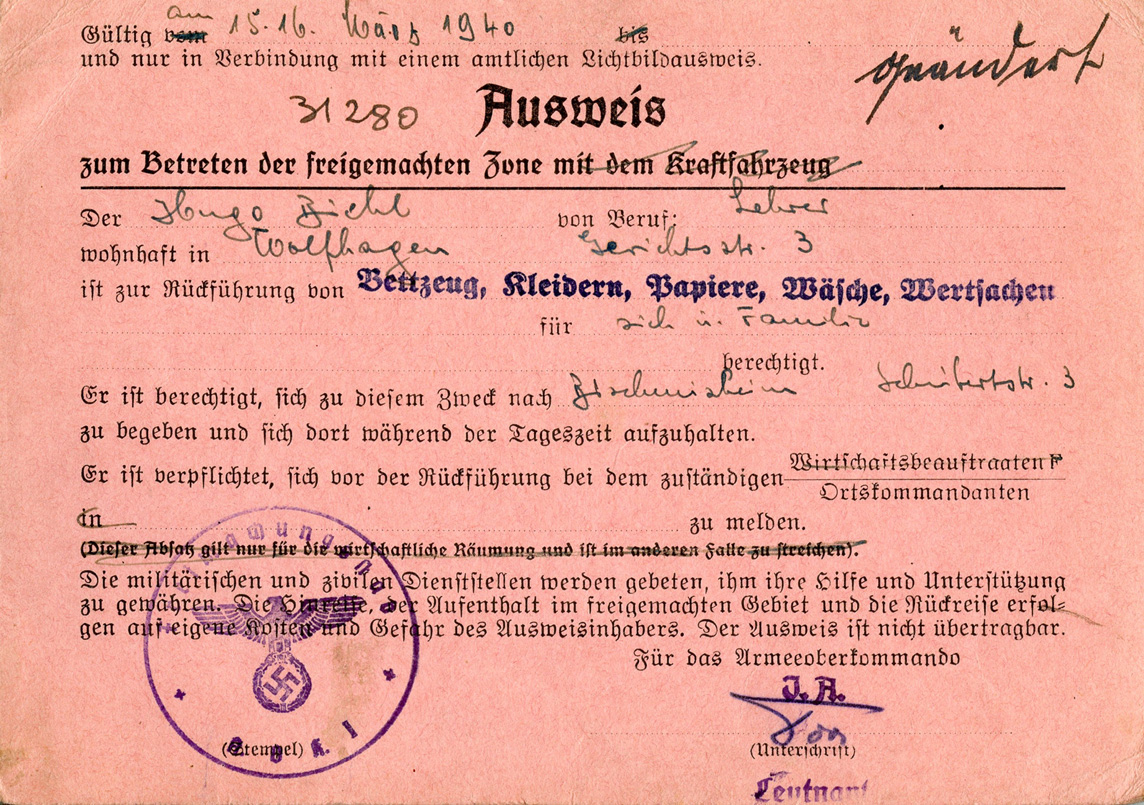 Gültig vom am 15.16. März 1940 bis
und nur in Verbindung mit einem amtlichen Lichtbildausweis.
geändert
31280 Ausweis
zum Betreten der freigemachten Zone mit dem Kraftfahrzeug
Der Hugo von Beruf: Lehrer
wohnhaft in Wolfhagen Gerichtsstr. 3
ist zur Rückführung von Bettzeug, Kleidern, Papiere, Wäsche, Wertsachen
für sich u. Familie
berechtigt.
Er ist berechtigt, sich zu diesem Zweck nach Bischmisheim Schubertstr. 3
zu begeben und sich dort während der Tageszeit aufzuhalten.
Er ist verpflichtet, sich vor der Rückführung bei dem zuständigen Wirtschaftsbeauftragten
Ortskommandanten
in zu melden.
(Dieser Absatz gilt nur für die wirtschaftliche Räumung und ist im anderen Falle zu streichen).
Die militärischen und zivilen Dienststellen werden gebeten, ihm ihre Hilfe und Unterstützung
zu gewähren. Die Hinreise, der Aufenthalt im freigemachten Gebiet und die Rückreise erfol-
gen auf eigene Kosten und Gefahr des Ausweisinhabers. Der Ausweis ist nicht übertragbar.
Für das Armeeoberkommando
J. A.
(Stempel) (Unterschrift)
Leutnant